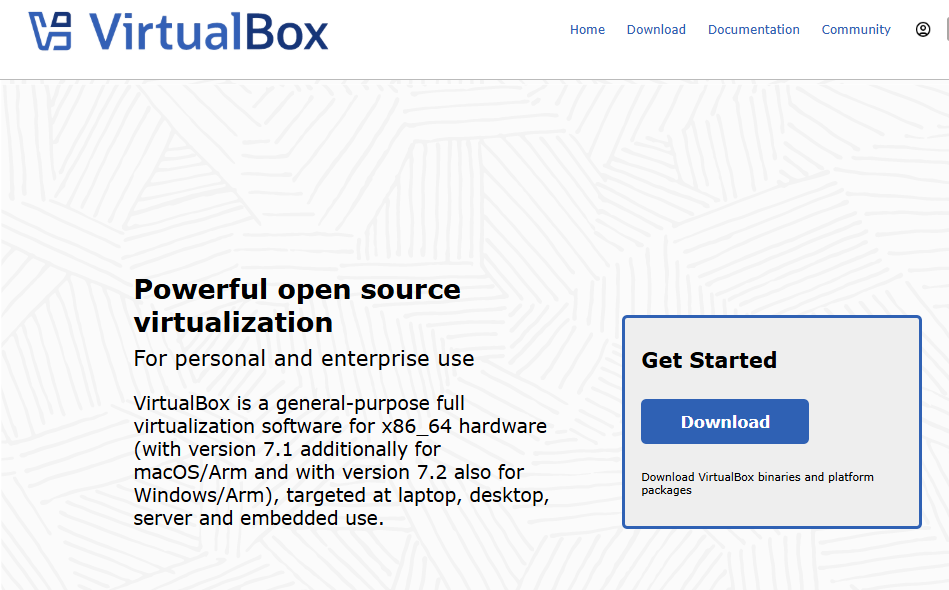 VirtualBox
Home Download Documentation Community
Powerful open source
virtualization
For personal and enterprise use
VirtualBox is a general-purpose full
virtualization software for x86_64 hardware
(with version 7.1 additionally for
macOS/Arm and with version 7.2 also for
Windows/Arm), targeted at laptop, desktop,
server and embedded use.
Get Started
Download
Download VirtualBox binaries and platform
packages